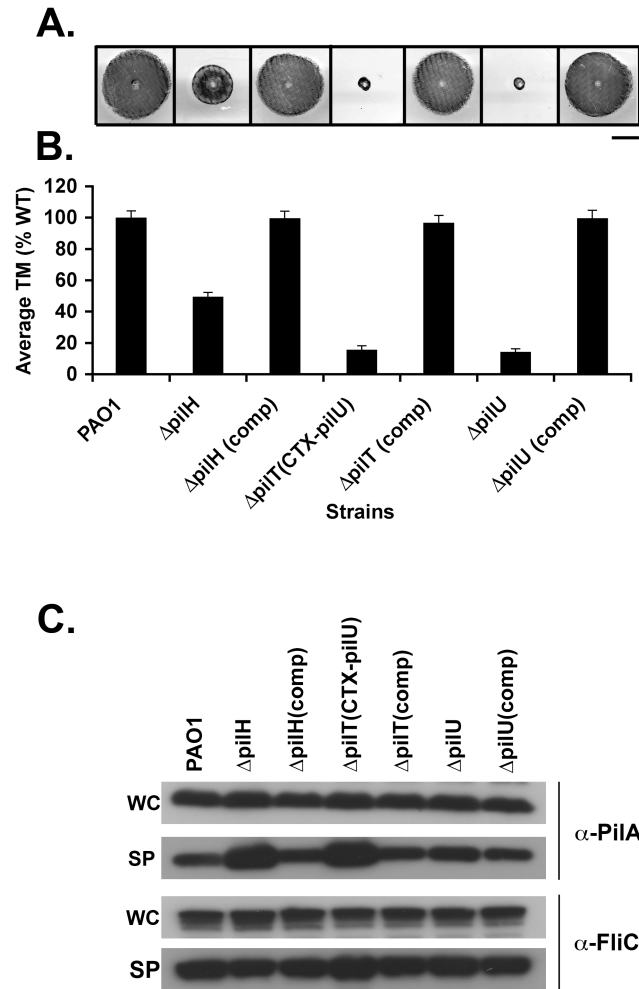 A.
B.
Average TM (% WT)
120
100
80
60
40
20
0
PAO1
ΔpilH
ΔpilH (comp)
ΔpilT(CTX-pilU)
ΔpilT (comp)
ΔpilU
ΔpilU (comp)
Strains
C.
PAO1
ΔpilH
ΔpilH(comp)
ΔpilT(CTX-pilU)
ΔpilT(comp)
ΔpilU
ΔpilU(comp)
WC
SP
α-PilA
WC
SP
α-FliC